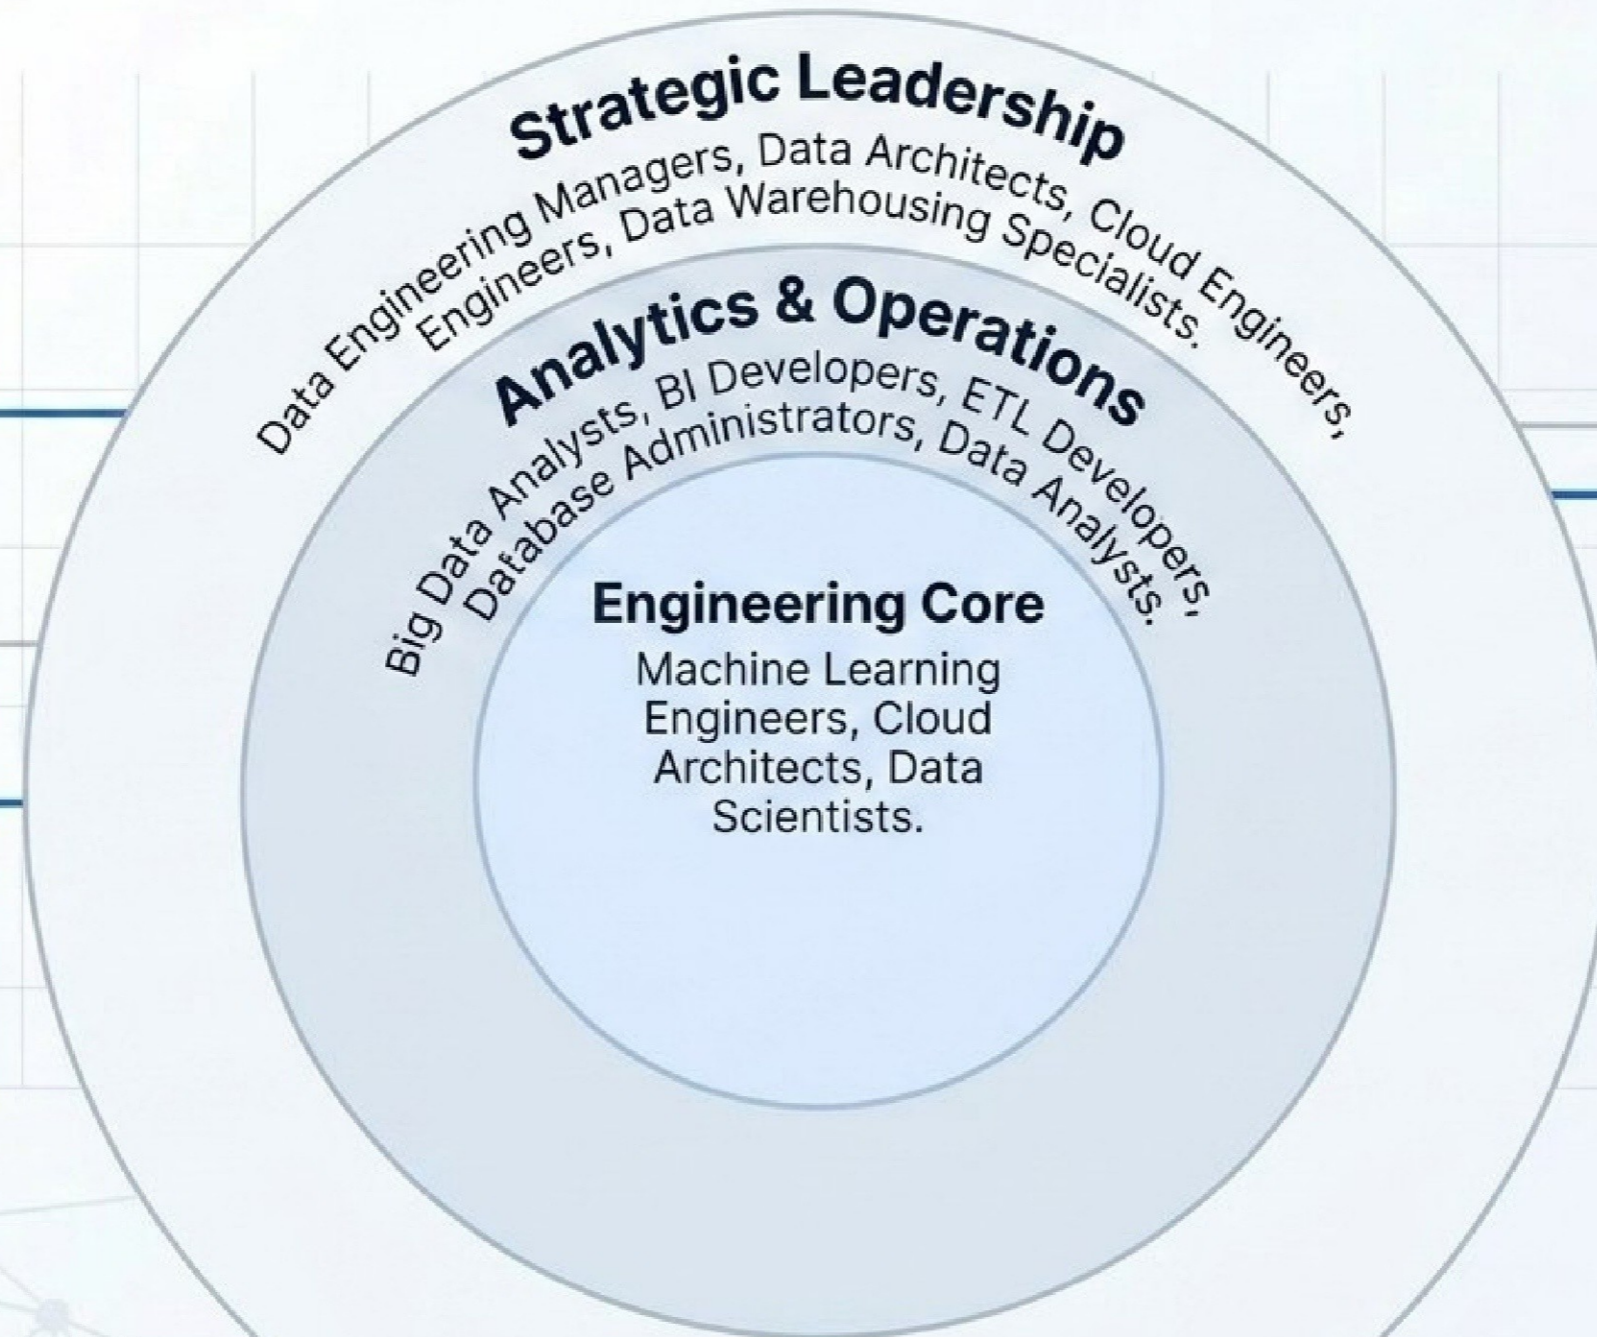 Strategic Leadership
Data Engineering Managers, Data Architects, Cloud Engineers,
Engineers, Data Warehousing Specialists.
Analytics & Operations
Big Data Analysts, BI Developers, ETL Developers,
Database Administrators, Data Analysts.
Engineering Core
Machine Learning
Engineers, Cloud
Architects, Data
Scientists.